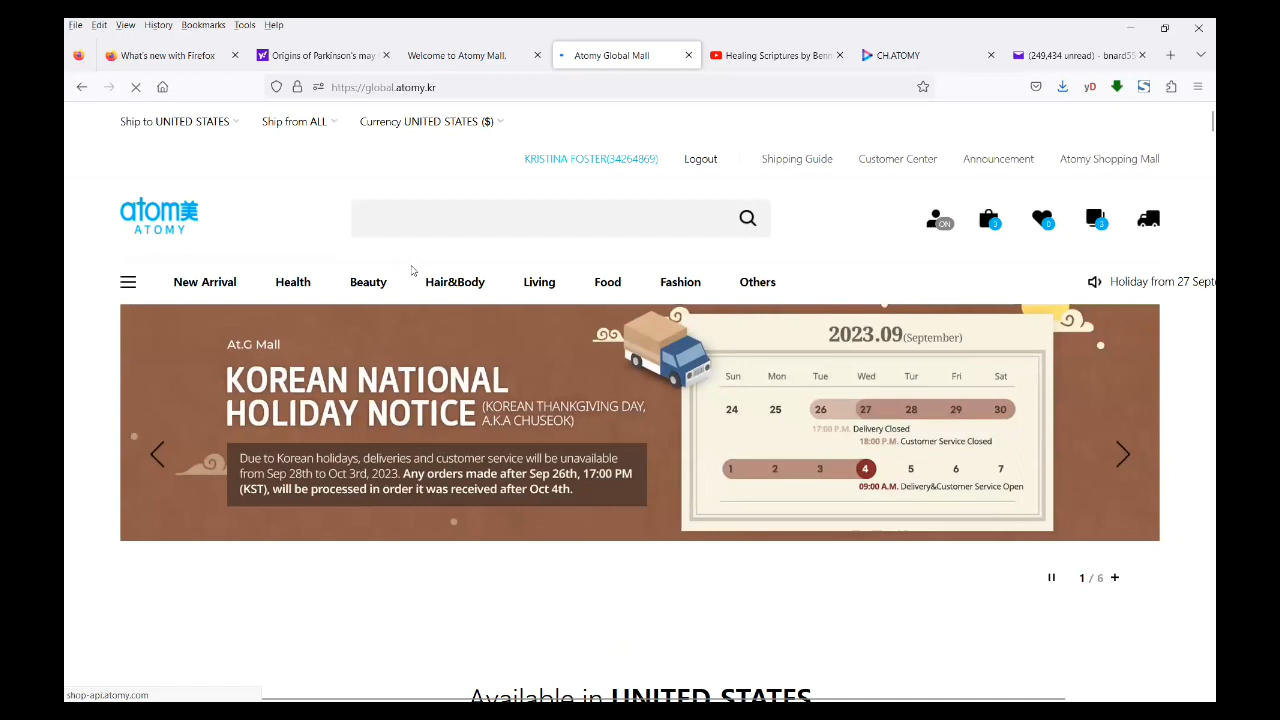 File Edit View History Bookmarks Tools Help
What's new with Firefox
Origins of Parkinson's may
Welcome to Atomy Mall.
Atomy Global Mall
Healing Scriptures by Benn
CH.ATOMY
(249,434 unread) - bnard55
https://global.atomy.kr
yD
Ship to UNITED STATES Ship from ALL Currency UNITED STATES ($)
KRISTINA FOSTER(34264869) Logout Shipping Guide Customer Center Announcement Atomy Shopping Mall
atom美
ATOMY
ON 3 0 3
New Arrival Health Beauty Hair&Body Living Food Fashion Others
Holiday from 27 Sept
At.G Mall
KOREAN NATIONAL
HOLIDAY NOTICE (KOREAN THANKGIVING DAY, A.K.A CHUSEOK)
Due to Korean holidays, deliveries and customer service will be unavailable
from Sep 28th to Oct 3rd, 2023. Any orders made after Sep 26th, 17:00 PM
(KST), will be processed in order it was received after Oct 4th.
2023.09(September)
Sun Mon Tue Wed Tur Fri Sat
24 25 26 27 28 29 30
17:00 P.M. Delivery Closed
18:00 P.M. Customer Service Closed
1 2 3 4 5 6 7
09:00 A.M. Delivery&Customer Service Open
1 / 6 +
Available in UNITED STATES
shop-api.atomy.com